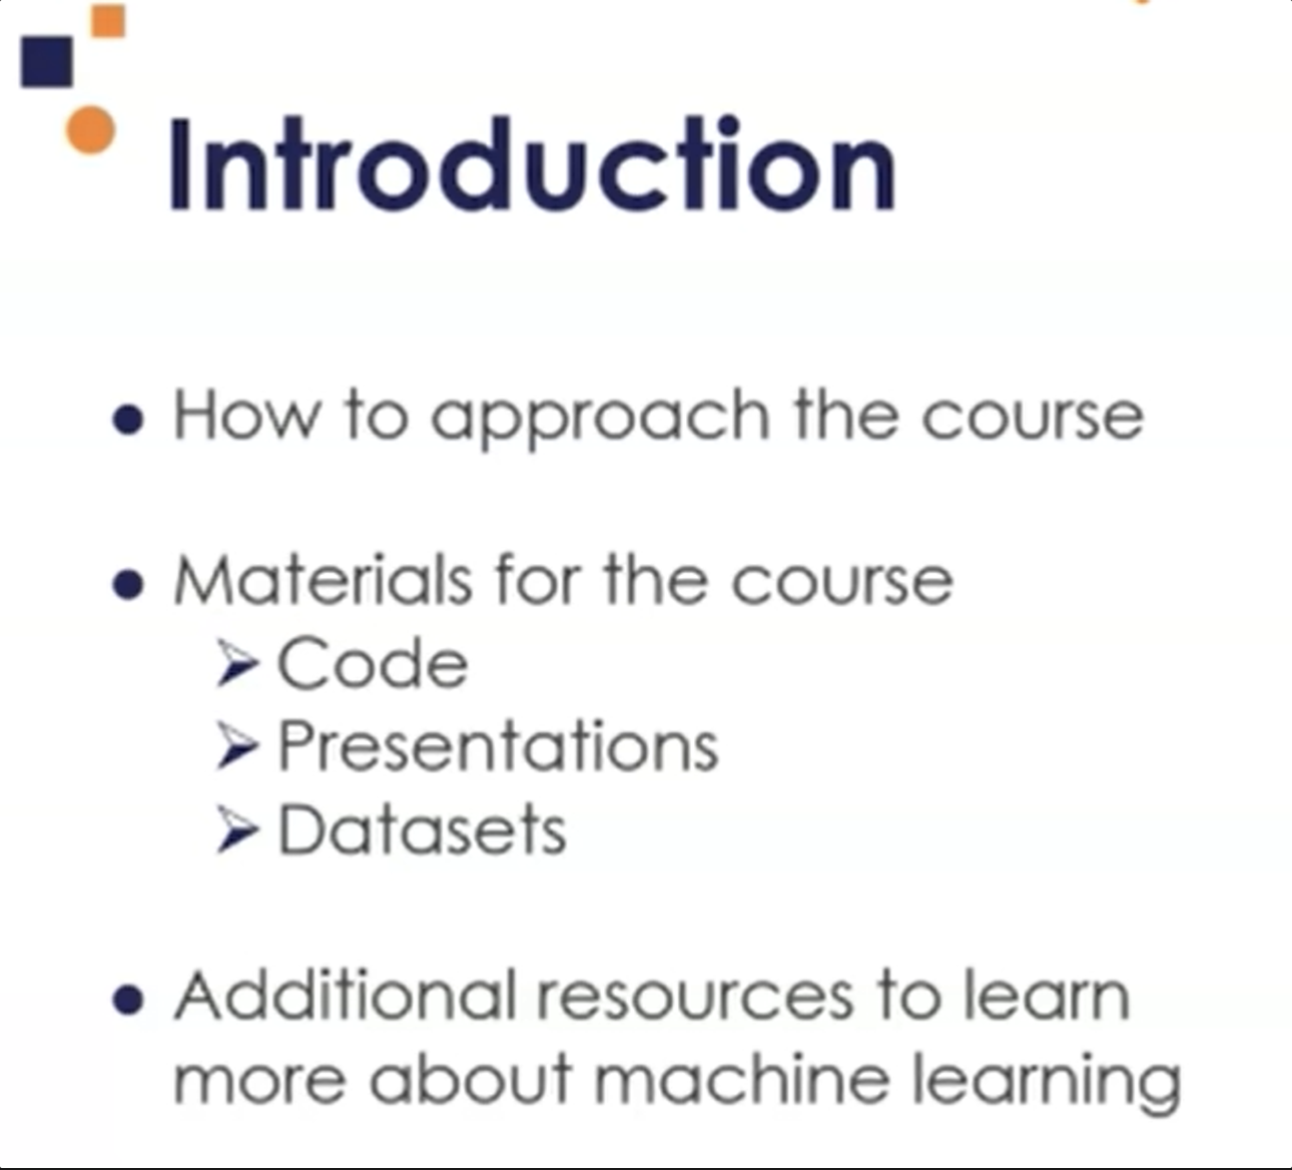 Introduction
How to approach the course
Materials for the course
Code
Presentations
Datasets
Additional resources to learn
more about machine learning